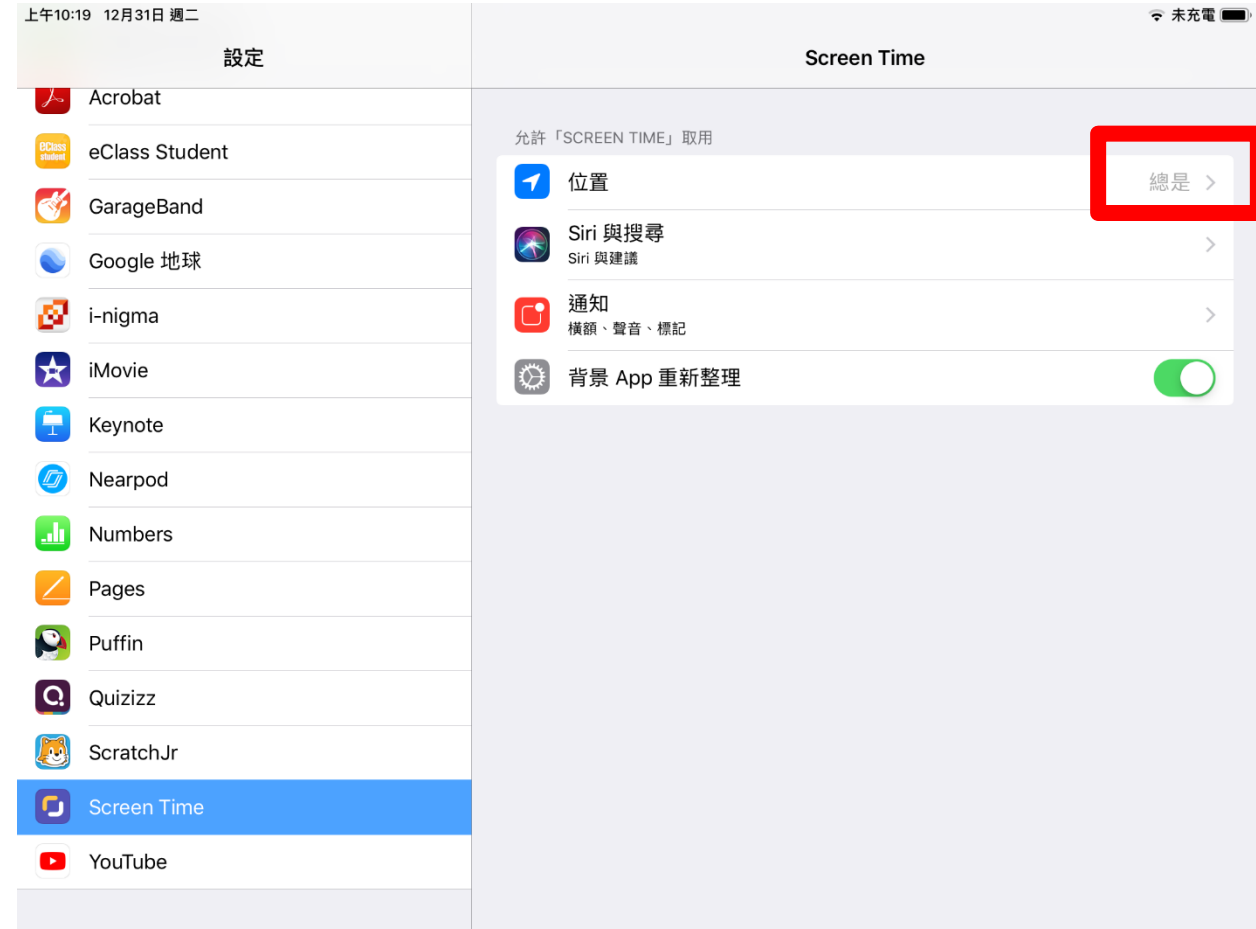 上午10:19 12月31日 週二
未充電
設定
Screen Time
Acrobat
eClass Student
GarageBand
Google 地球
i-nigma
iMovie
Keynote
Nearpod
Numbers
Pages
Puffin
Quizizz
ScratchJr
Screen Time
YouTube
允許「SCREEN TIME」取用
位置
總是
Siri 與搜尋
Siri 與建議
通知
橫額、聲音、標記
背景 App 重新整理
eClass
student